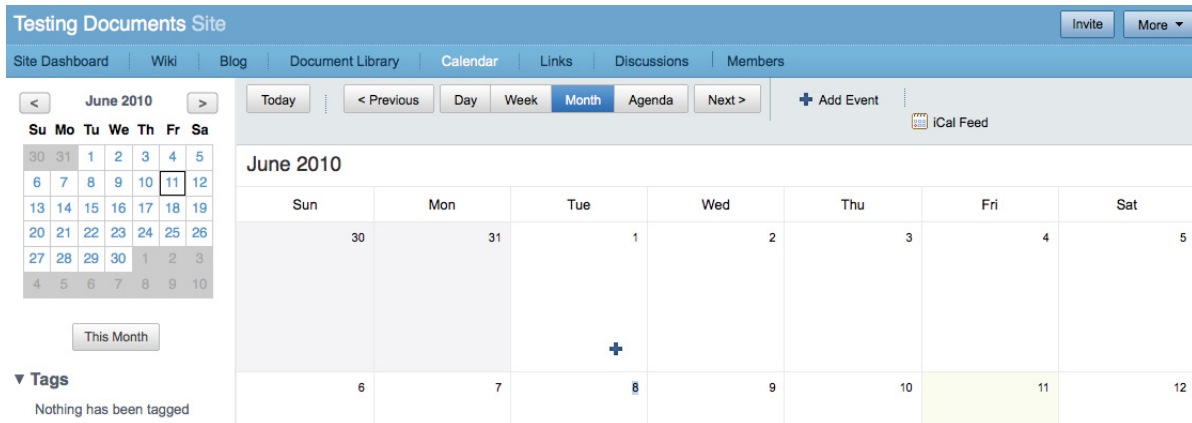 Testing Documents Site
Invite More
Site Dashboard Wiki Blog Document Library Calendar Links Discussions Members
< June 2010 >
Su Mo Tu We Th Fr Sa
30 31 1 2 3 4 5
6 7 8 9 10 11 12
13 14 15 16 17 18 19
20 21 22 23 24 25 26
27 28 29 30 1 2 3
4 5 6 7 8 9 10
This Month
Tags
Nothing has been tagged
Today < Previous Day Week Month Agenda Next > Add Event
iCal Feed
June 2010
Sun Mon Tue Wed Thu Fri Sat
30 31 1 2 3 4 5
6 7 8 9 10 11 12